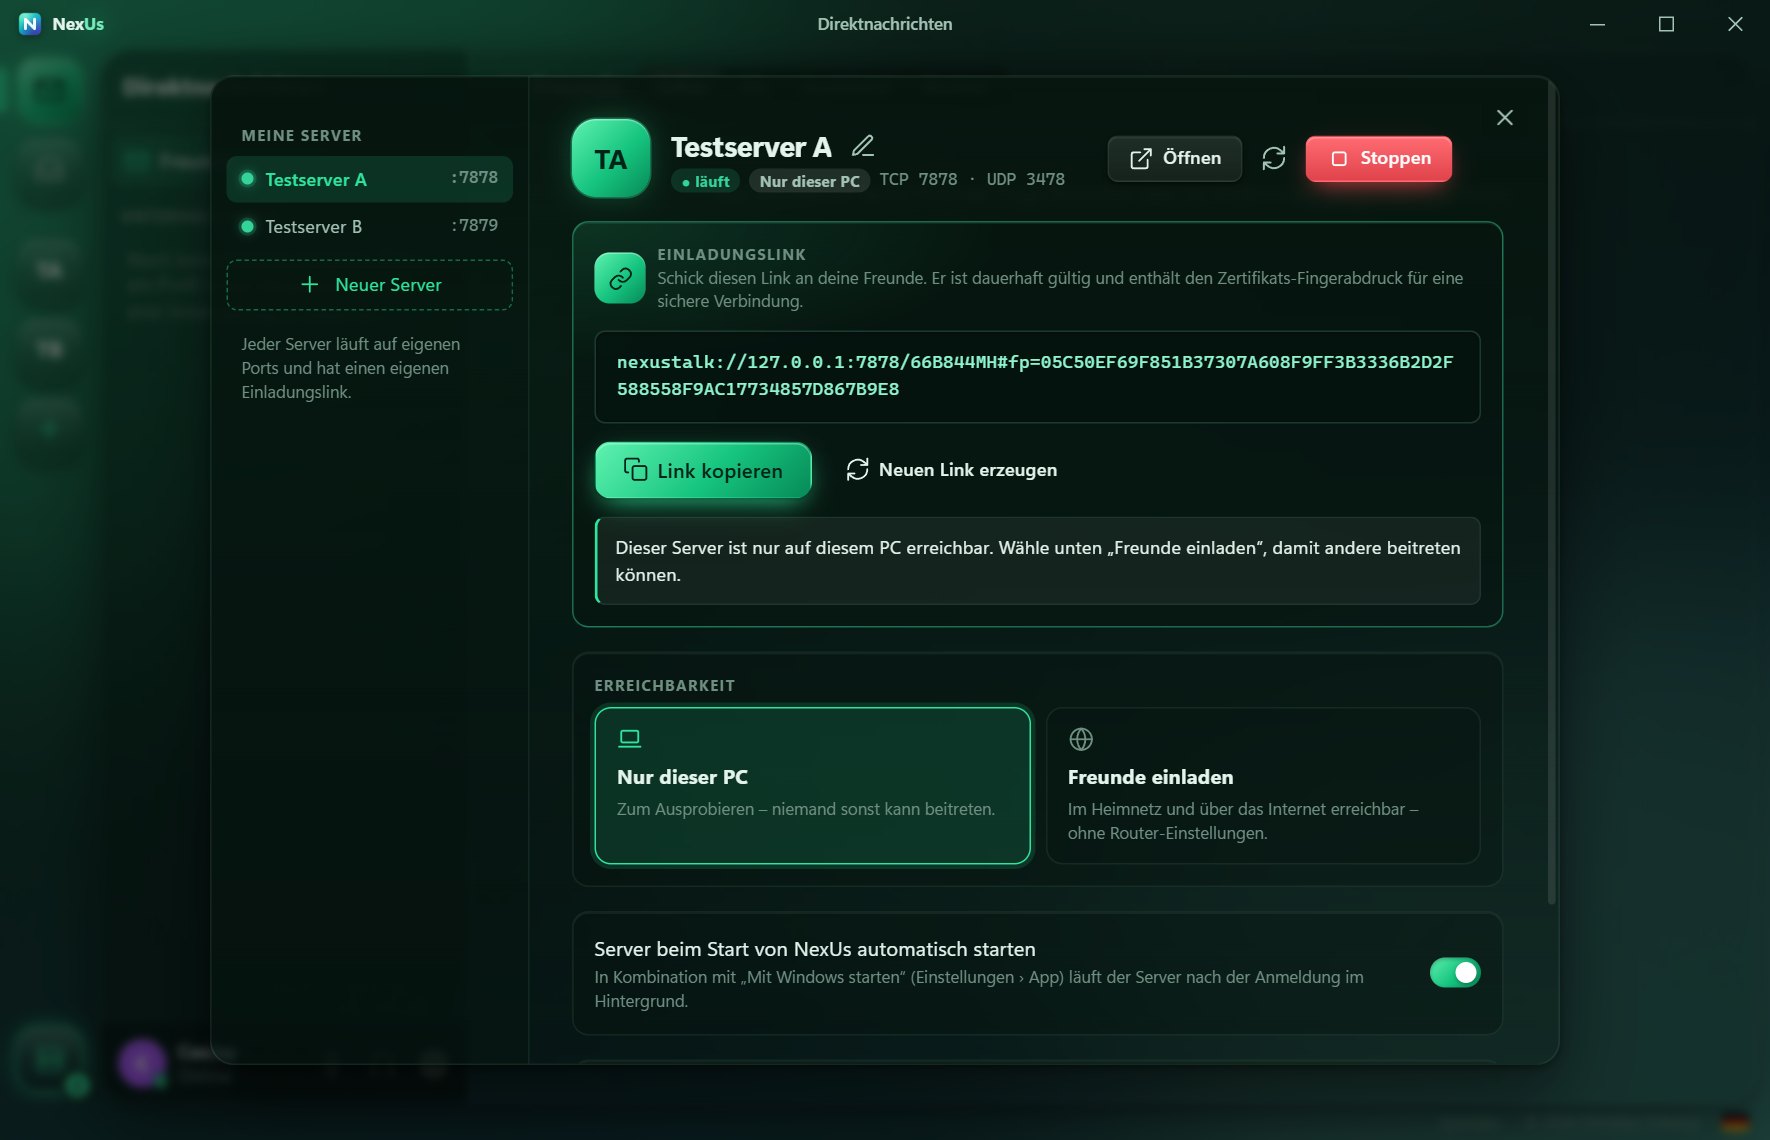 NexUs
Direktnachrichten
MEINE SERVER
Testserver A
:7878
Testserver B
:7879
Neuer Server
Jeder Server läuft auf eigenen
Ports und hat einen eigenen
Einladungslink.
TA
Testserver A
• läuft
Nur dieser PC
TCP 7878 · UDP 3478
Öffnen
Stoppen
EINLADUNGSLINK
Schick diesen Link an deine Freunde. Er ist dauerhaft gültig und enthält den Zertifikats-Fingerabdruck für eine
sichere Verbindung.
nexustalk://127.0.0.1:7878/66B844MH#fp=05C50EF69F851B37307A608F9FF3B3336B2D2F
588558F9AC17734857D867B9E8
Link kopieren
Neuen Link erzeugen
Dieser Server ist nur auf diesem PC erreichbar. Wähle unten „Freunde einladen“, damit andere beitreten
können.
ERREICHBARKEIT
Nur dieser PC
Zum Ausprobieren – niemand sonst kann beitreten.
Freunde einladen
Im Heimnetz und über das Internet erreichbar –
ohne Router-Einstellungen.
Server beim Start von NexUs automatisch starten
In Kombination mit „Mit Windows starten“ (Einstellungen › App) läuft der Server nach der Anmeldung im
Hintergrund.